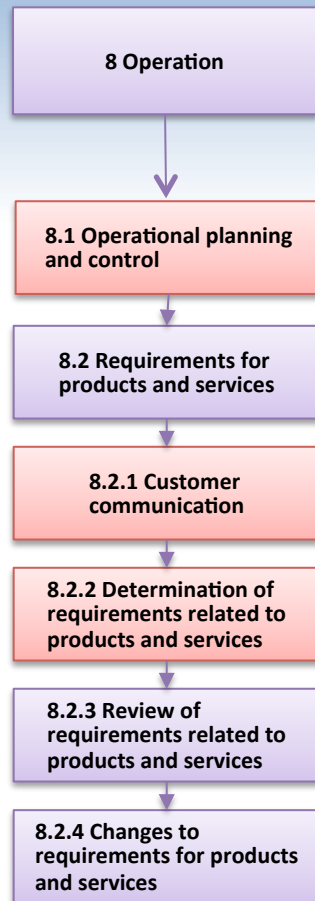 8 Operation
8.1 Operational planning
and control
8.2 Requirements for
products and services
8.2.1 Customer
communication
8.2.2 Determination of
requirements related to
products and services
8.2.3 Review of
requirements related to
products and services
8.2.4 Changes to
requirements for products
and services